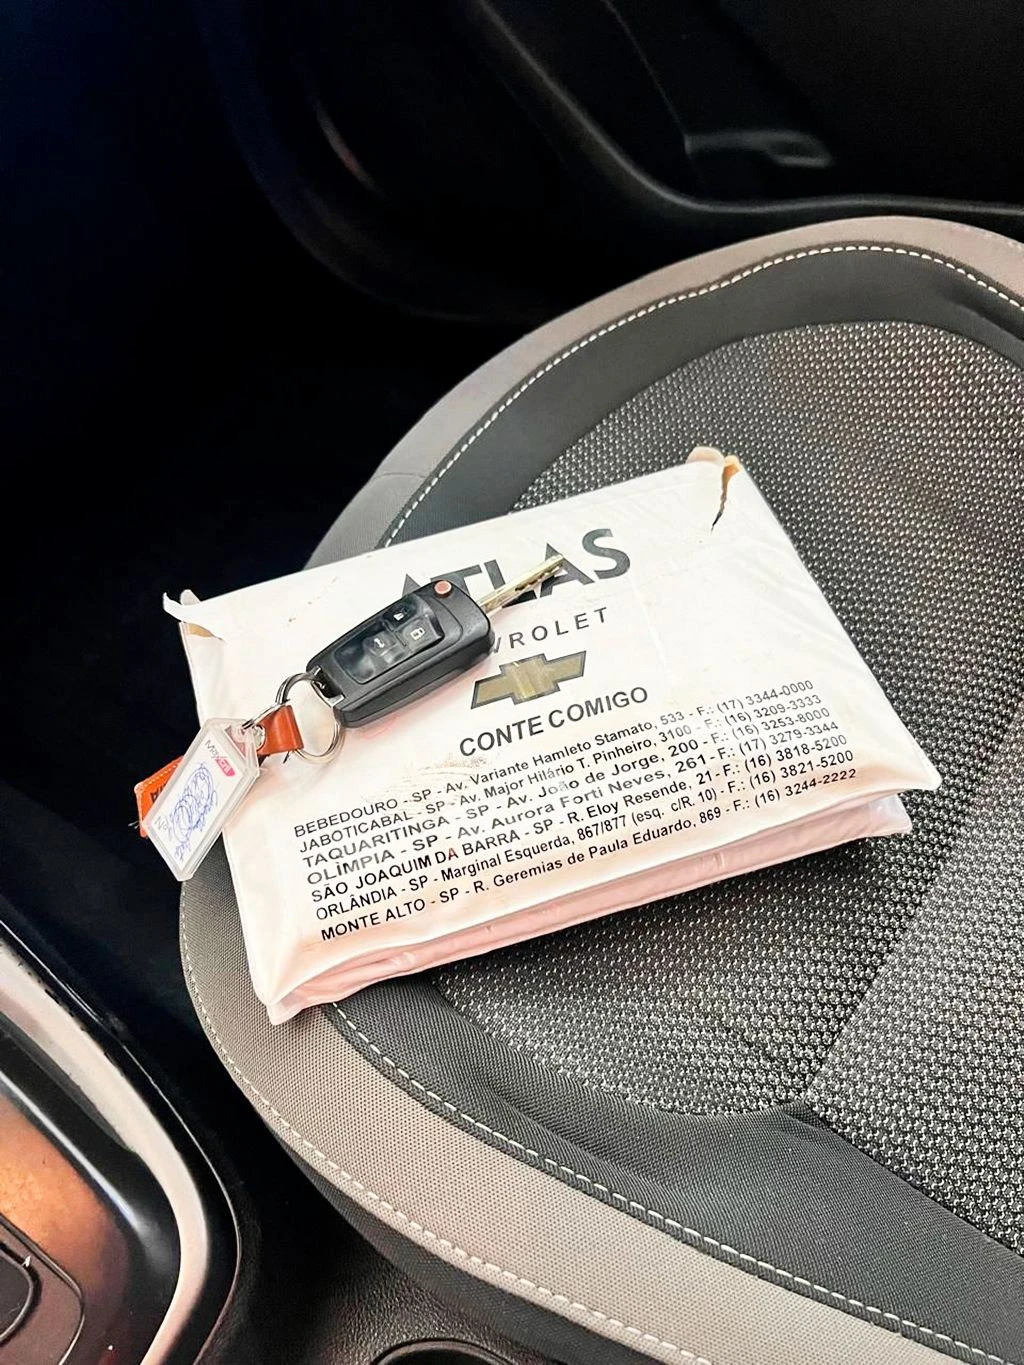 ATLAS
VROLET
CONTE COMIGO
BEBEDOURO - SP - Av. Variante Hamleto Stamato, 533 - F.: (17) 3344-0000
JABOTICABAL - SP - Av. Major Hilário T. Pinheiro, 3100 - F.: (16) 3209-3333
TAQUARITINGA - SP - Av. João de Jorge, 200 - F.: (16) 3253-8000
OLÍMPIA - SP - Av. Aurora Forti Neves, 261 - F.: (17) 3279-3344
SÃO JOAQUIM DA BARRA - SP - R. Eloy Resende, 21 - F.: (16) 3818-5200
ORLÂNDIA - SP - Marginal Esquerda, 867/877 (esq. c/R. 10) - F.: (16) 3821-5200
MONTE ALTO - SP - R. Geremias de Paula Eduardo, 869 - F.: (16) 3244-2222